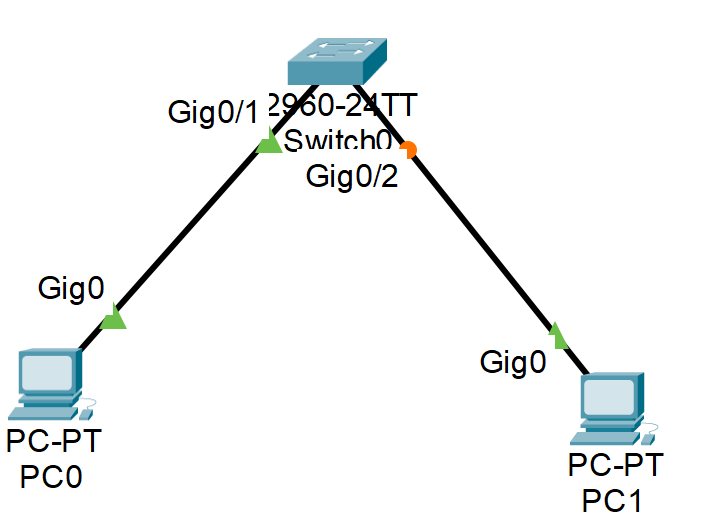 Gig0/1
2960-24TT
Switch0
Gig0/2
Gig0
PC-PT
PC0
Gig0
PC-PT
PC1